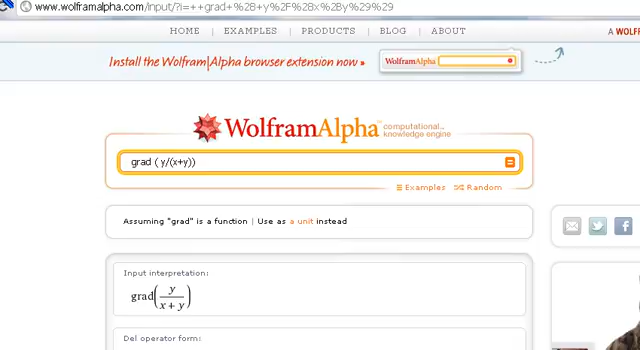 www.wolframalpha.com/input/?i=++grad+%28+y%2F%28x%2By%29%29
HOME EXAMPLES PRODUCTS BLOG ABOUT A WOLF
Install the Wolfram|Alpha browser extension now »
WolframAlpha
WolframAlpha computational... knowledge engine
grad ( y/(x+y))
Examples Random
Assuming "grad" is a function | Use as a unit instead
Input interpretation:
grad(y/(x + y))
Del operator form: